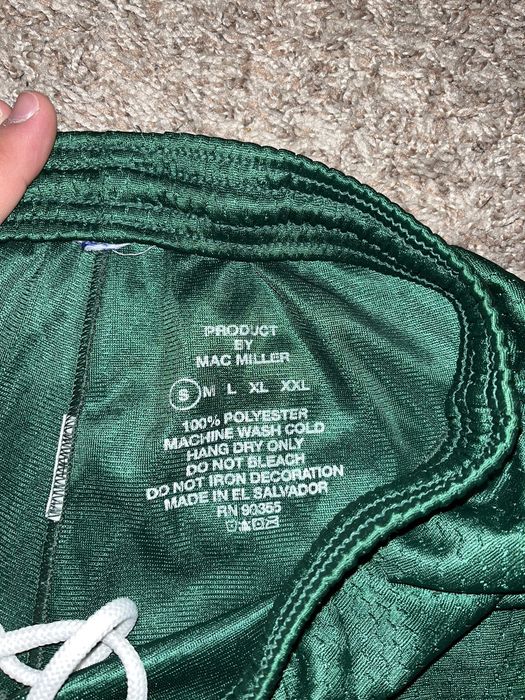 PRODUCT
BY
MAC MILLER
S M L XL XXL
100% POLYESTER
MACHINE WASH COLD
HANG DRY ONLY
DO NOT BLEACH
DO NOT IRON DECORATION
MADE IN EL SALVADOR
RN 90355